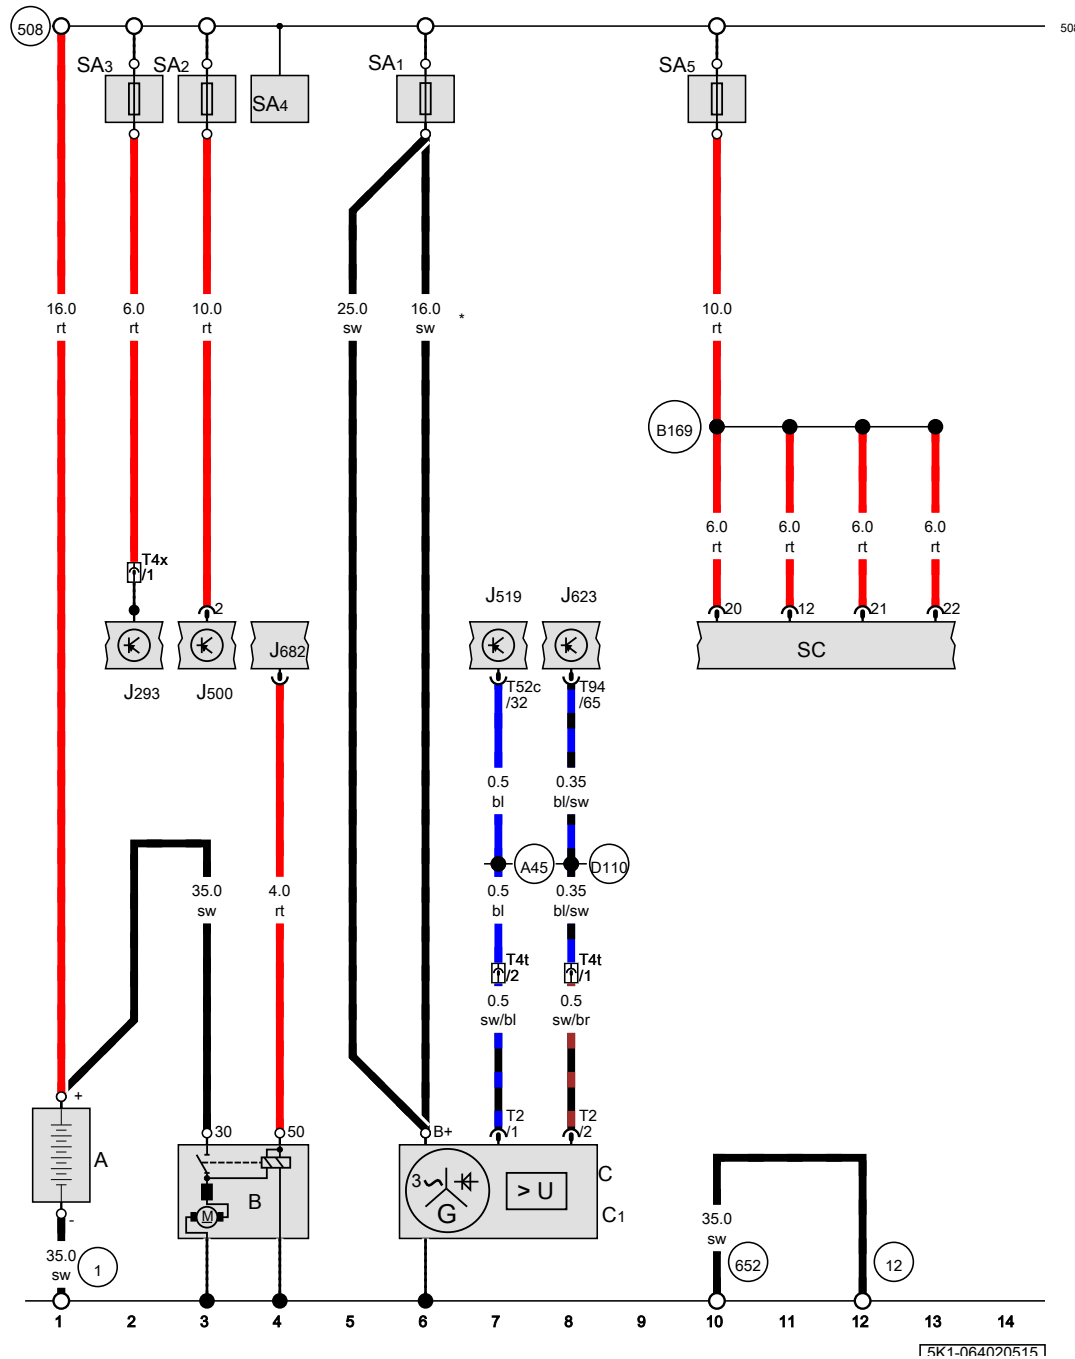 508
508
SA3
SA2
SA4
SA1
SA5
16.0
rt
6.0
rt
10.0
rt
25.0
sw
16.0
sw
*
10.0
rt
B169
6.0
rt
6.0
rt
6.0
rt
6.0
rt
T4x
/1
2
20
12
21
22
J293
J500
J682
J519
J623
SC
T52c
/32
T94
/65
0.5
bl
0.35
bl/sw
A45
D110
35.0
sw
4.0
rt
0.5
bl
0.35
bl/sw
T4t
/2
T4t
/1
0.5
sw/bl
0.5
sw/br
+
30
50
B+
T2
/1
T2
/2
A
B
M
3
G
> U
C
C1
-
35.0
sw
1
35.0
sw
652
12
1 2 3 4 5 6 7 8 9 10 11 12 13 14
5K1-064020515